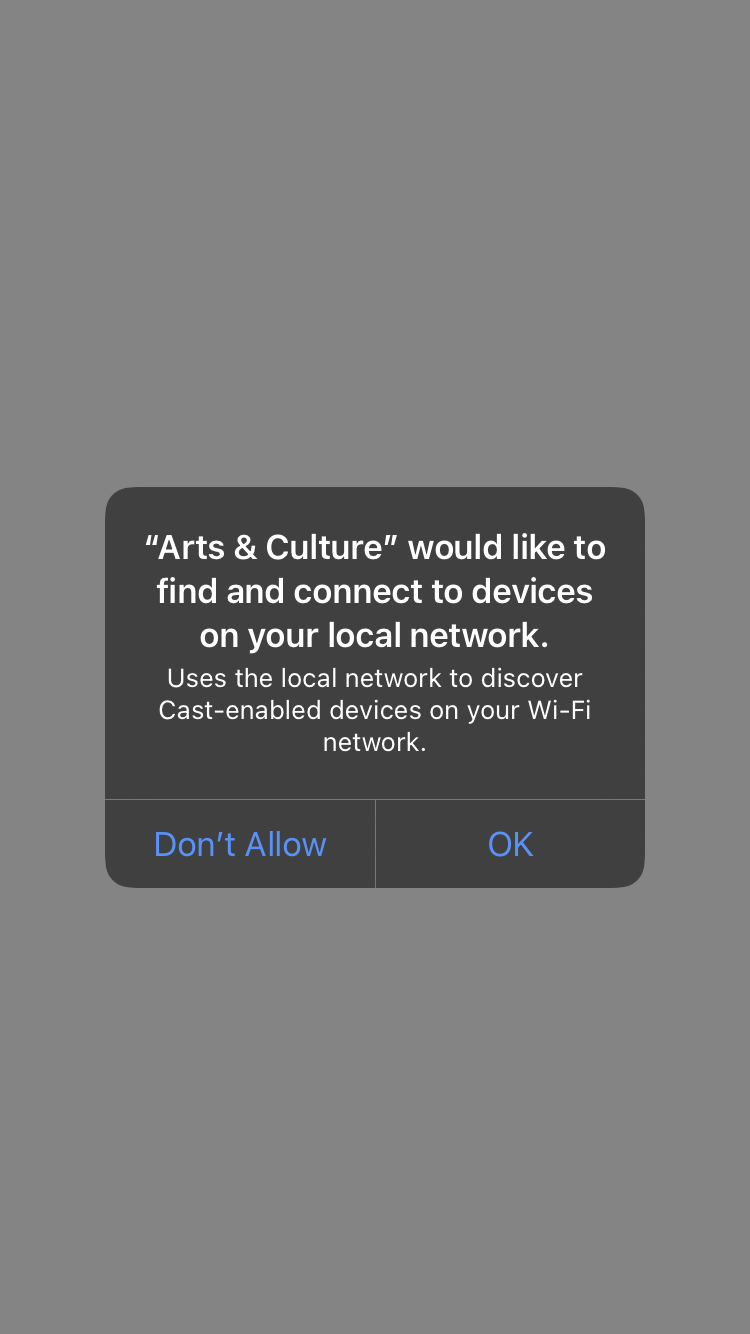 “Arts & Culture” would like to
find and connect to devices
on your local network.
Uses the local network to discover
Cast-enabled devices on your Wi-Fi
network.
Don’t Allow
OK